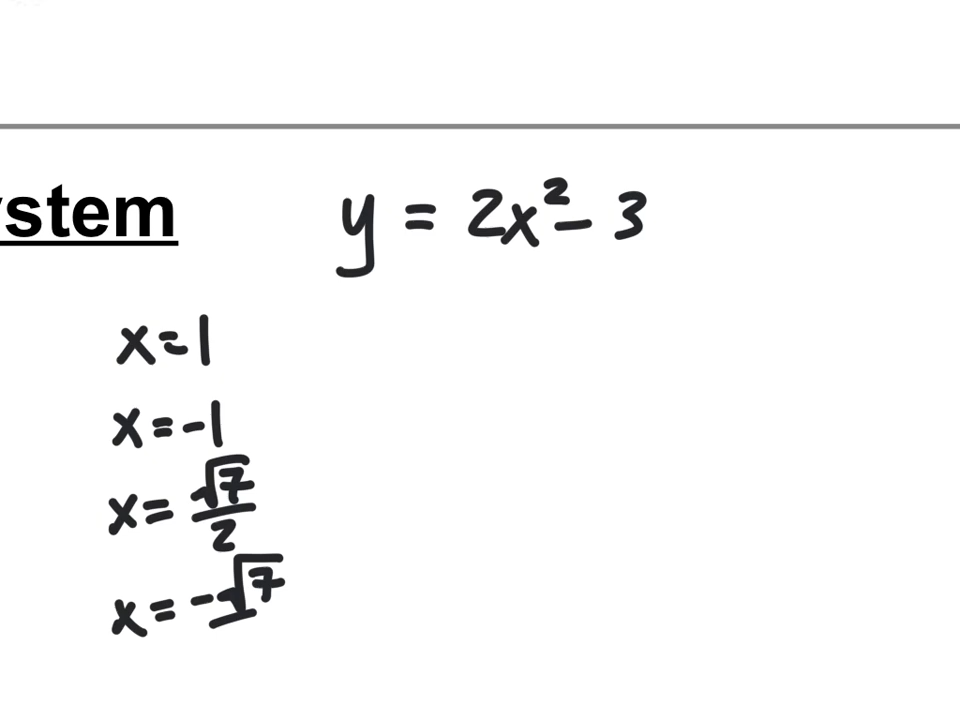 ystem y = 2x² - 3
x = 1
x = -1
x = √7/2
x = -√7